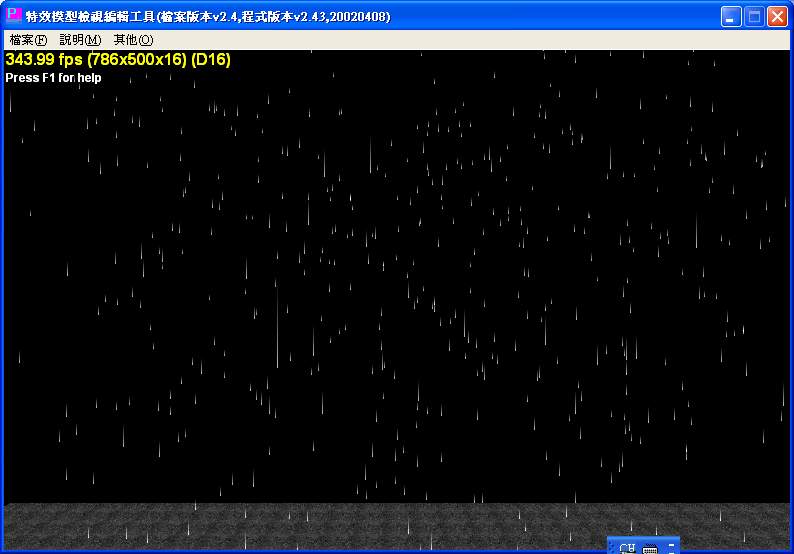 特效模型檢視編輯工具(檔案版本v2.4,程式版本v2.43,20020408)
檔案(F) 說明(M) 其他(O)
343.99 fps (786x500x16) (D16)
Press F1 for help
CH